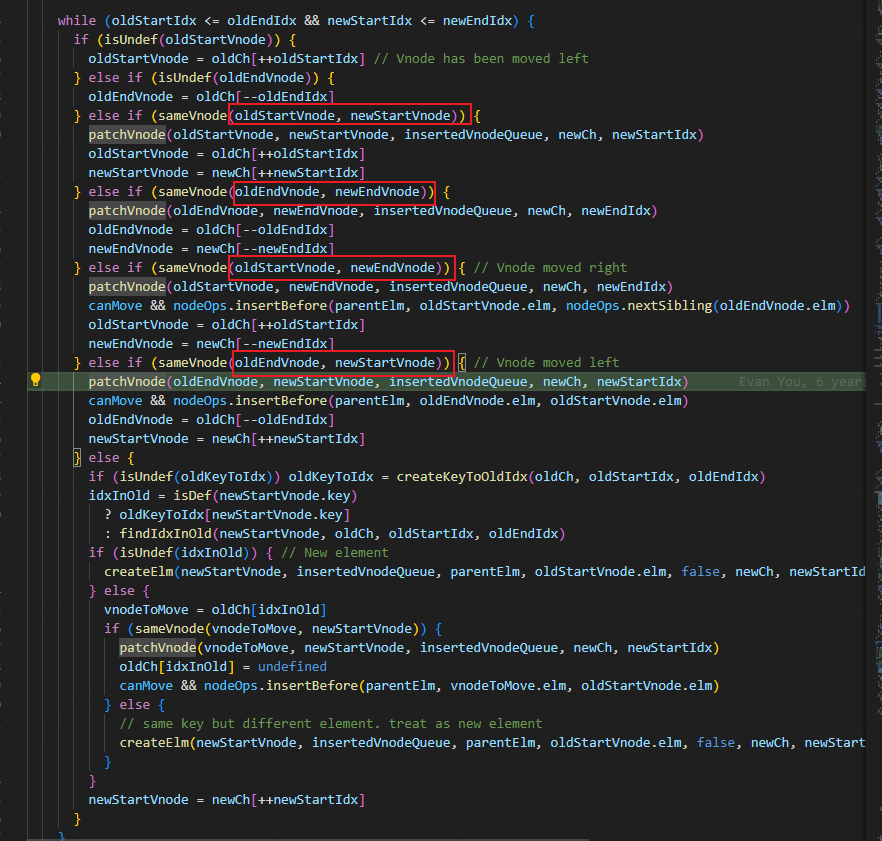 while (oldStartIdx <= oldEndIdx && newStartIdx <= newEndIdx) {
if (isUndef(oldStartVnode)) {
oldStartVnode = oldCh[++oldStartIdx] // Vnode has been moved left
} else if (isUndef(oldEndVnode)) {
oldEndVnode = oldCh[--oldEndIdx]
} else if (sameVnode(oldStartVnode, newStartVnode)) {
patchVnode(oldStartVnode, newStartVnode, insertedVnodeQueue, newCh, newStartIdx)
oldStartVnode = oldCh[++oldStartIdx]
newStartVnode = newCh[++newStartIdx]
} else if (sameVnode(oldEndVnode, newEndVnode)) {
patchVnode(oldEndVnode, newEndVnode, insertedVnodeQueue, newCh, newEndIdx)
oldEndVnode = oldCh[--oldEndIdx]
newEndVnode = newCh[--newEndIdx]
} else if (sameVnode(oldStartVnode, newEndVnode)) { // Vnode moved right
patchVnode(oldStartVnode, newEndVnode, insertedVnodeQueue, newCh, newEndIdx)
canMove && nodeOps.insertBefore(parentElm, oldStartVnode.elm, nodeOps.nextSibling(oldEndVnode.elm))
oldStartVnode = oldCh[++oldStartIdx]
newEndVnode = newCh[--newEndIdx]
} else if (sameVnode(oldEndVnode, newStartVnode)) { // Vnode moved left
patchVnode(oldEndVnode, newStartVnode, insertedVnodeQueue, newCh, newStartIdx) Evan You, 6 years
canMove && nodeOps.insertBefore(parentElm, oldEndVnode.elm, oldStartVnode.elm)
oldEndVnode = oldCh[--oldEndIdx]
newStartVnode = newCh[++newStartIdx]
} else {
if (isUndef(oldKeyToIdx)) oldKeyToIdx = createKeyToOldIdx(oldCh, oldStartIdx, oldEndIdx)
idxInOld = isDef(newStartVnode.key)
? oldKeyToIdx[newStartVnode.key]
: findIdxInOld(newStartVnode, oldCh, oldStartIdx, oldEndIdx)
if (isUndef(idxInOld)) { // New element
createElm(newStartVnode, insertedVnodeQueue, parentElm, oldStartVnode.elm, false, newCh, newStartId
} else {
vnodeToMove = oldCh[idxInOld]
if (sameVnode(vnodeToMove, newStartVnode)) {
patchVnode(vnodeToMove, newStartVnode, insertedVnodeQueue, newCh, newStartIdx)
oldCh[idxInOld] = undefined
canMove && nodeOps.insertBefore(parentElm, vnodeToMove.elm, oldStartVnode.elm)
} else {
// same key but different element. treat as new element
createElm(newStartVnode, insertedVnodeQueue, parentElm, oldStartVnode.elm, false, newCh, newStart
}
}
newStartVnode = newCh[++newStartIdx]
}
}